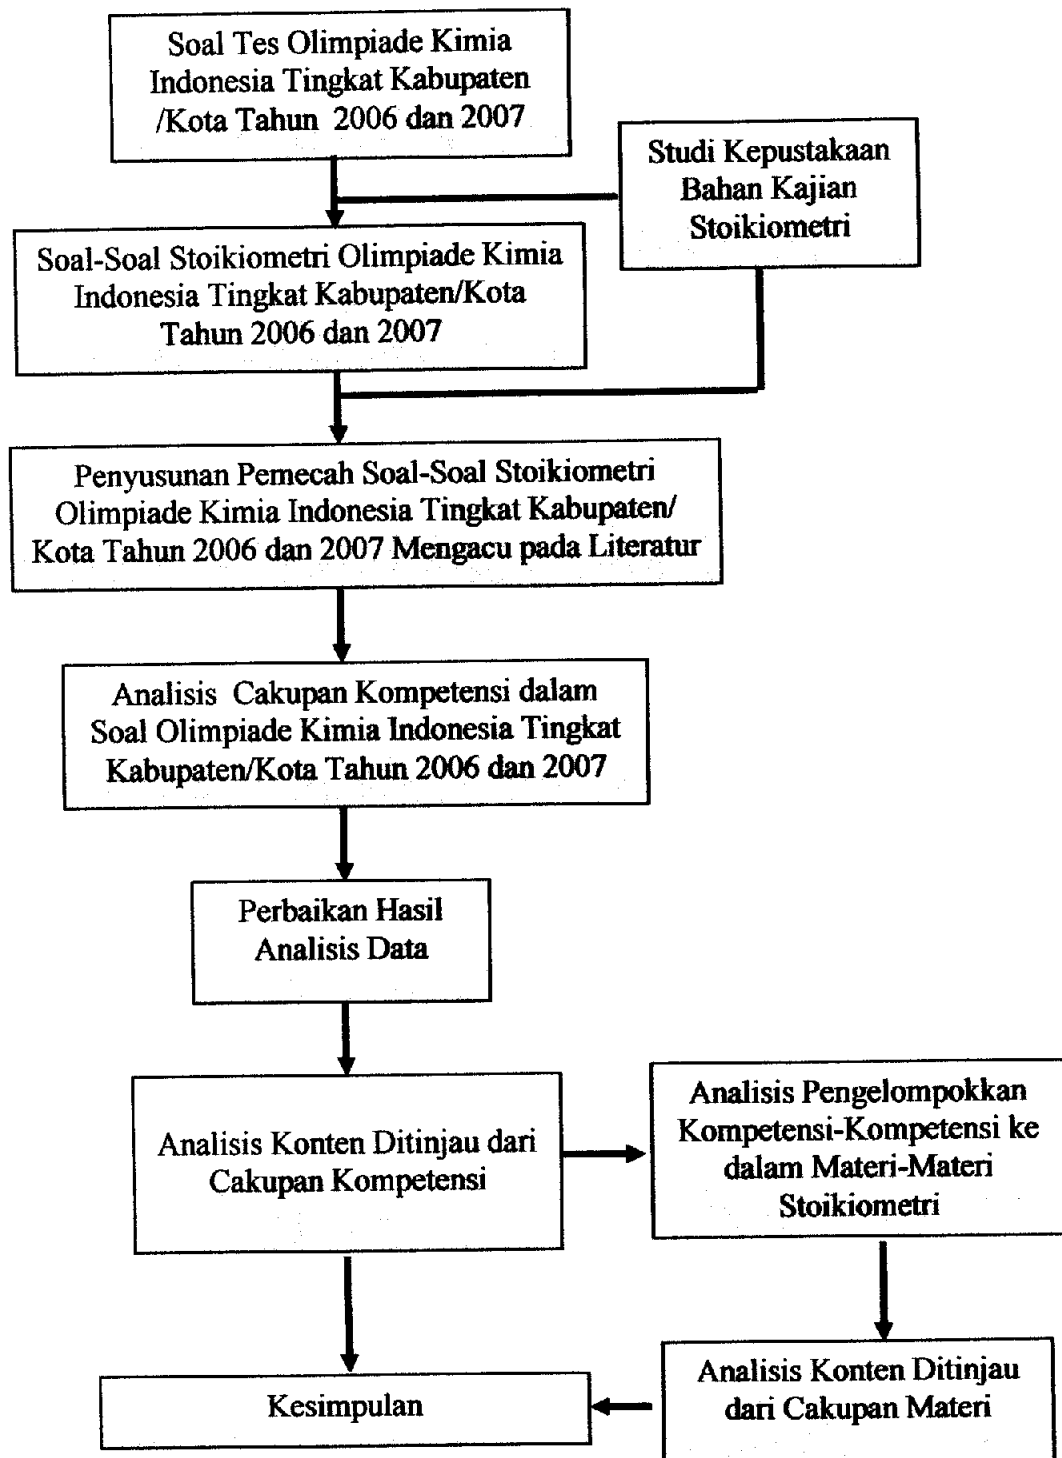 Soal Tes Olimpiade Kimia
Indonesia Tingkat Kabupaten
/Kota Tahun 2006 dan 2007
Studi Kepustakaan
Bahan Kajian
Stoikiometri
Soal-Soal Stoikiometri Olimpiade Kimia
Indonesia Tingkat Kabupaten/Kota
Tahun 2006 dan 2007
Penyusunan Pemecah Soal-Soal Stoikiometri
Olimpiade Kimia Indonesia Tingkat Kabupaten/
Kota Tahun 2006 dan 2007 Mengacu pada Literatur
Analisis Cakupan Kompetensi dalam
Soal Olimpiade Kimia Indonesia Tingkat
Kabupaten/Kota Tahun 2006 dan 2007
Perbaikan Hasil
Analisis Data
Analisis Konten Ditinjau dari
Cakupan Kompetensi
Analisis Pengelompokkan
Kompetensi-Kompetensi ke
dalam Materi-Materi
Stoikiometri
Analisis Konten Ditinjau
dari Cakupan Materi
Kesimpulan